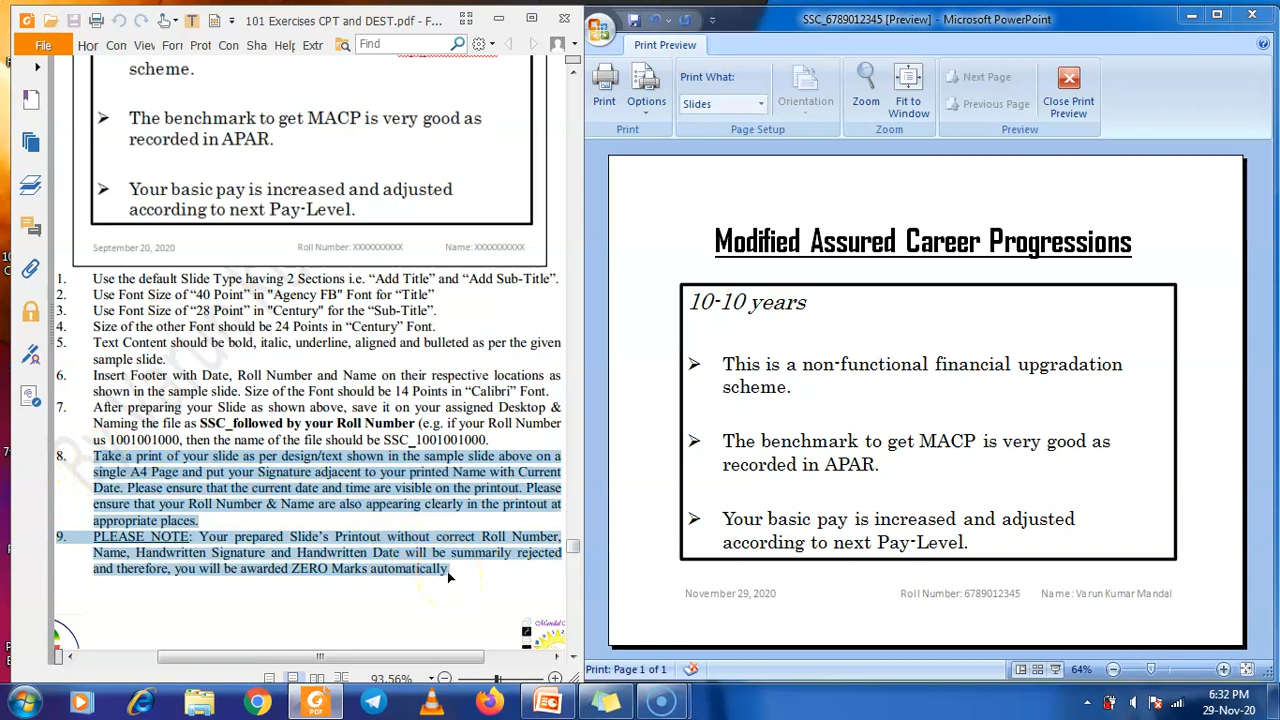 101 Exercises CPT and DEST.pdf - F...
File Hor Con Viev Fori Prot Con Sha Help Extr Find
scheme.
The benchmark to get MACP is very good as
recorded in APAR.
Your basic pay is increased and adjusted
according to next Pay-Level.
September 20, 2020 Roll Number: XXXXXXXXXX Name: XXXXXXXXXX
1. Use the default Slide Type having 2 Sections i.e. “Add Title” and “Add Sub-Title”.
2. Use Font Size of “40 Point” in "Agency FB" Font for “Title”
3. Use Font Size of “28 Point” in "Century" for the “Sub-Title”.
4. Size of the other Font should be 24 Points in “Century” Font.
5. Text Content should be bold, italic, underline, aligned and bulleted as per the given
sample slide.
6. Insert Footer with Date, Roll Number and Name on their respective locations as
shown in the sample slide. Size of the Font should be 14 Points in “Calibri” Font.
7. After preparing your Slide as shown above, save it on your assigned Desktop &
Naming the file as SSC_followed by your Roll Number (e.g. if your Roll Number
us 1001001000, then the name of the file should be SSC_1001001000.
8. Take a print of your slide as per design/text shown in the sample slide above on a
single A4 Page and put your Signature adjacent to your printed Name with Current
Date. Please ensure that the current date and time are visible on the printout. Please
ensure that your Roll Number & Name are also appearing clearly in the printout at
appropriate places.
9. PLEASE NOTE: Your prepared Slide’s Printout without correct Roll Number,
Name, Handwritten Signature and Handwritten Date will be summarily rejected
and therefore, you will be awarded ZERO Marks automatically.
93.56%
SSC_6789012345 [Preview] - Microsoft PowerPoint
Print Preview
Print Options Print What: Slides Orientation Zoom Fit to Window Next Page Previous Page Close Print Preview
Print Page Setup Zoom Preview
Modified Assured Career Progressions
10-10 years
This is a non-functional financial upgradation
scheme.
The benchmark to get MACP is very good as
recorded in APAR.
Your basic pay is increased and adjusted
according to next Pay-Level.
November 29, 2020 Roll Number: 6789012345 Name: Varun Kumar Mandal
Print: Page 1 of 1 64%
6:32 PM
29-Nov-20